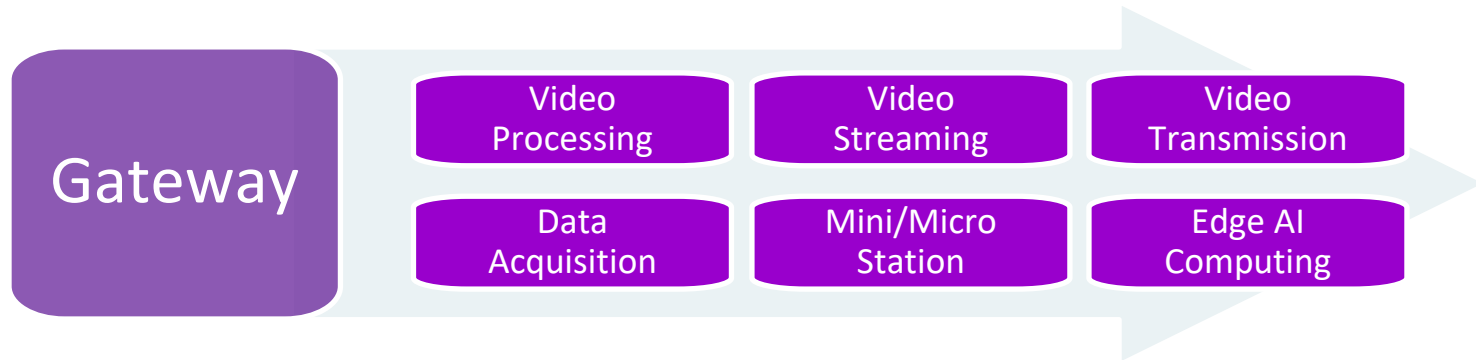 Gateway
Video
Processing
Video
Streaming
Video
Transmission
Data
Acquisition
Mini/Micro
Station
Edge AI
Computing